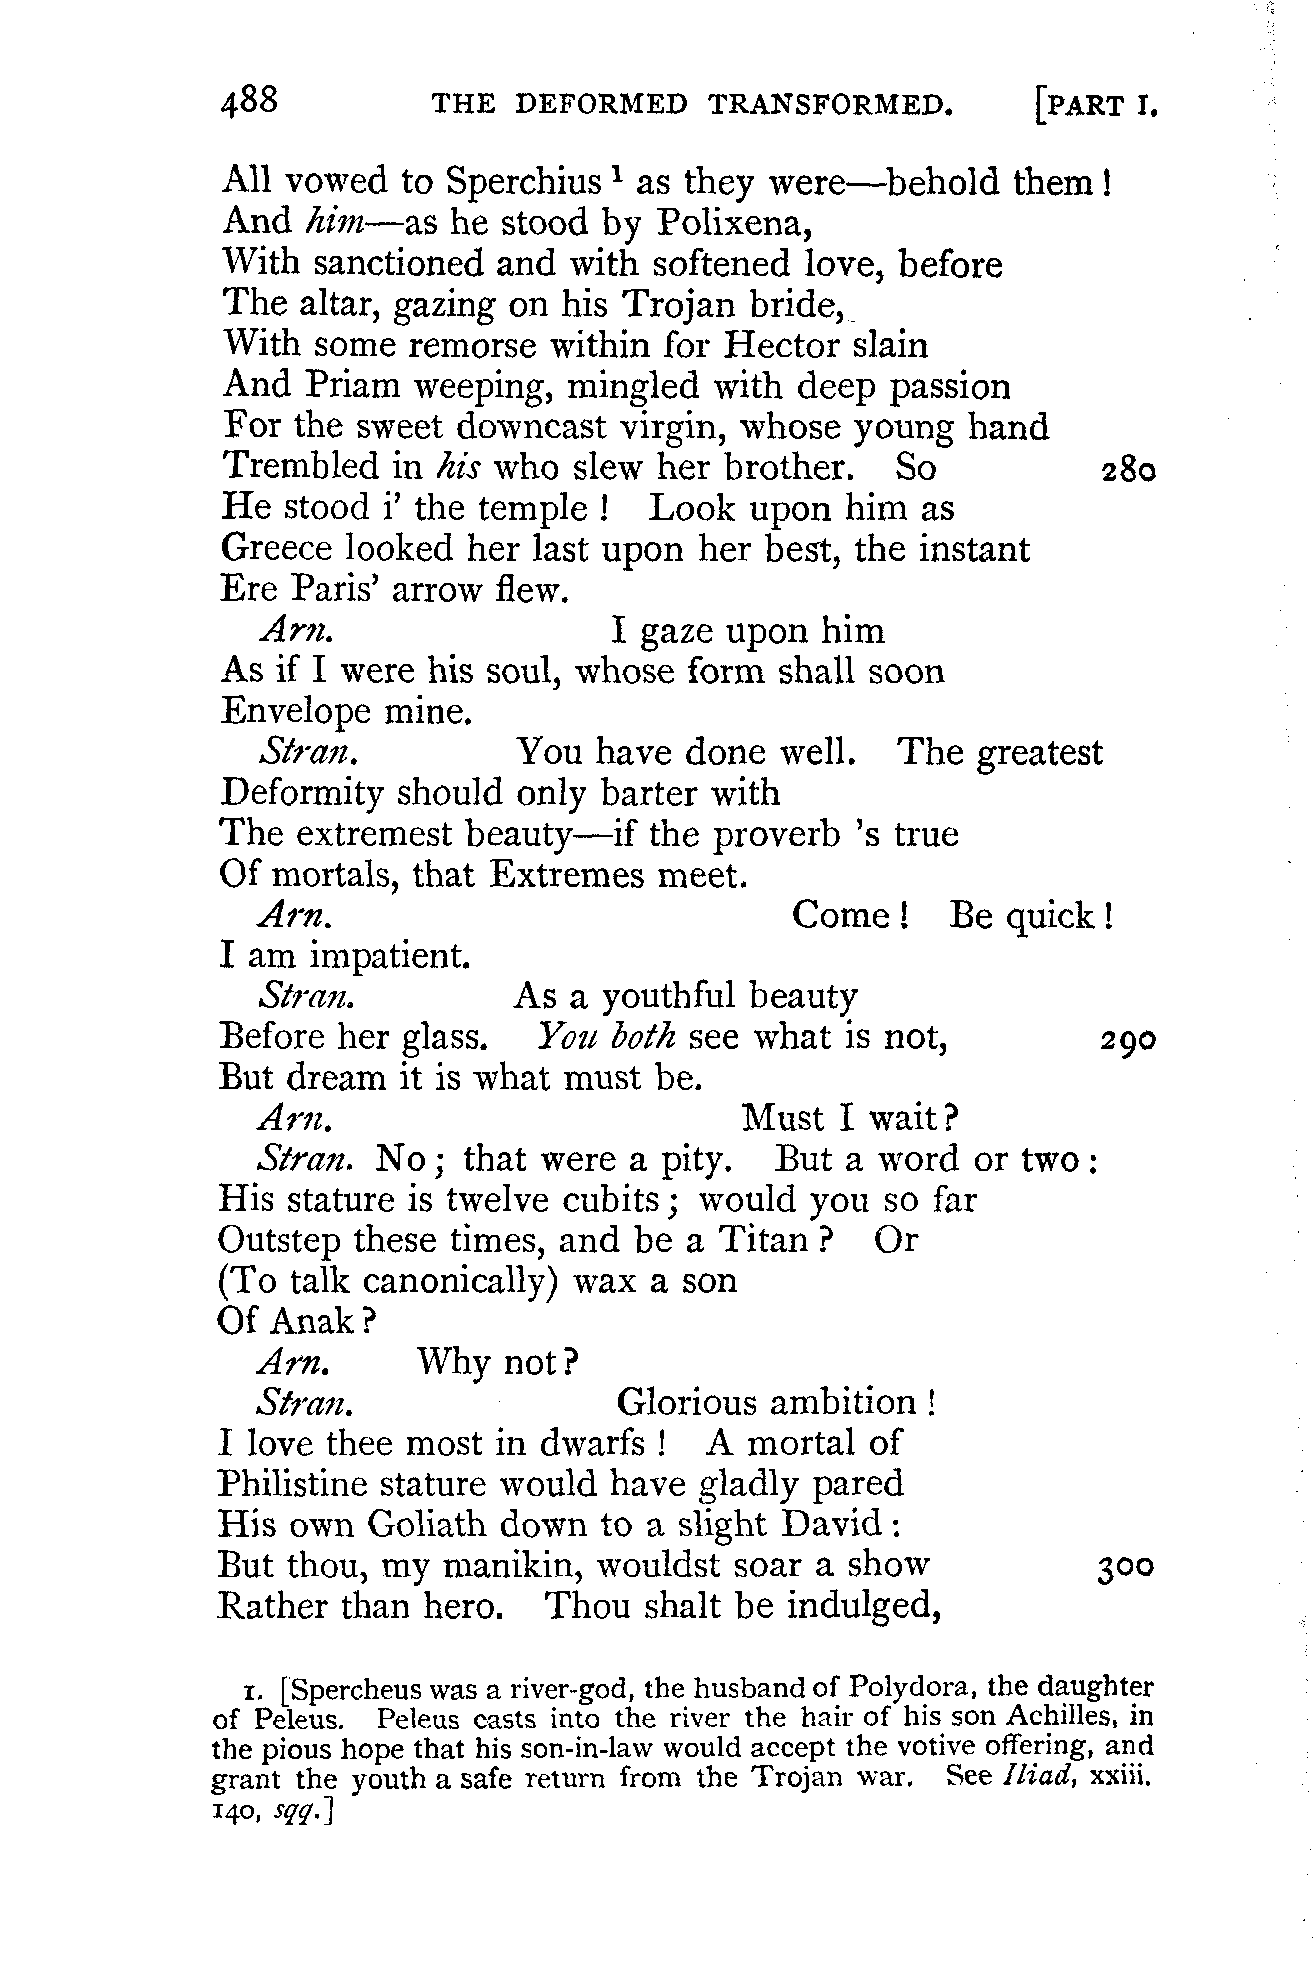 488 THE DEFORMED TRANSFORMED. [PART I.
All vowed to Sperchius ¹ as they were—behold them !
And him—as he stood by Polixena,
With sanctioned and with softened love, before
The altar, gazing on his Trojan bride,
With some remorse within for Hector slain
And Priam weeping, mingled with deep passion
For the sweet downcast virgin, whose young hand
Trembled in his who slew her brother. So 280
He stood i' the temple ! Look upon him as
Greece looked her last upon her best, the instant
Ere Paris' arrow flew.
Arn. I gaze upon him
As if I were his soul, whose form shall soon
Envelope mine.
Stran. You have done well. The greatest
Deformity should only barter with
The extremest beauty—if the proverb 's true
Of mortals, that Extremes meet.
Arn. Come ! Be quick !
I am impatient.
Stran. As a youthful beauty
Before her glass. You both see what is not, 290
But dream it is what must be.
Arn. Must I wait ?
Stran. No ; that were a pity. But a word or two :
His stature is twelve cubits ; would you so far
Outstep these times, and be a Titan ? Or
(To talk canonically) wax a son
Of Anak ?
Arn. Why not ?
Stran. Glorious ambition !
I love thee most in dwarfs ! A mortal of
Philistine stature would have gladly pared
His own Goliath down to a slight David :
But thou, my manikin, wouldst soar a show 300
Rather than hero. Thou shalt be indulged,
1. [Spercheus was a river-god, the husband of Polydora, the daughter
of Peleus. Peleus casts into the river the hair of his son Achilles, in
the pious hope that his son-in-law would accept the votive offering, and
grant the youth a safe return from the Trojan war. See Iliad, xxiii.
140, sqq.]